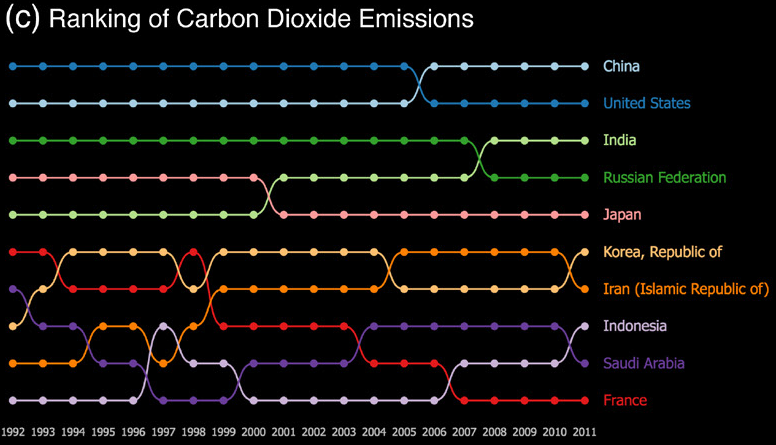 (c) Ranking of Carbon Dioxide Emissions
China
United States
India
Russian Federation
Japan
Korea, Republic of
Iran (Islamic Republic of)
Indonesia
Saudi Arabia
France
1992 1993 1994 1995 1996 1997 1998 1999 2000 2001 2002 2003 2004 2005 2006 2007 2008 2009 2010 2011